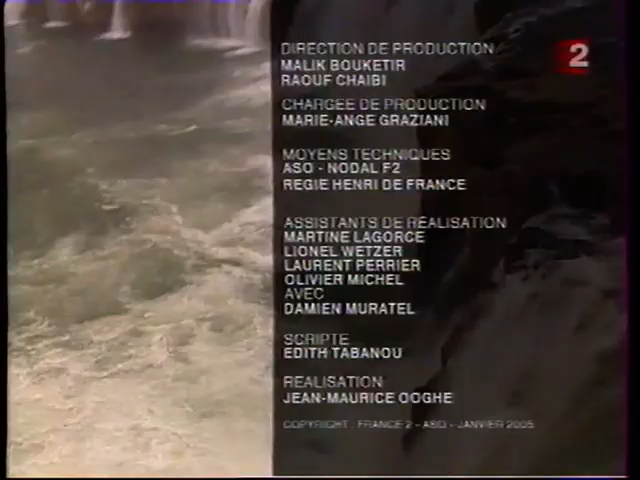 2
DIRECTION DE PRODUCTION
MALIK BOUKETIR
RAOUF CHAIBI
CHARGEE DE PRODUCTION
MARIE-ANGE GRAZIANI
MOYENS TECHNIQUES
ASO - NODAL F2
REGIE HENRI DE FRANCE
ASSISTANTS DE REALISATION
MARTINE LAGORCE
LIONEL WETZER
LAURENT PERRIER
OLIVIER MICHEL
AVEC
DAMIEN MURATEL
SCRIPTE
EDITH TABANOU
REALISATION
JEAN-MAURICE OOGHE
COPYRIGHT : FRANCE 2 - ASO - JANVIER 2005